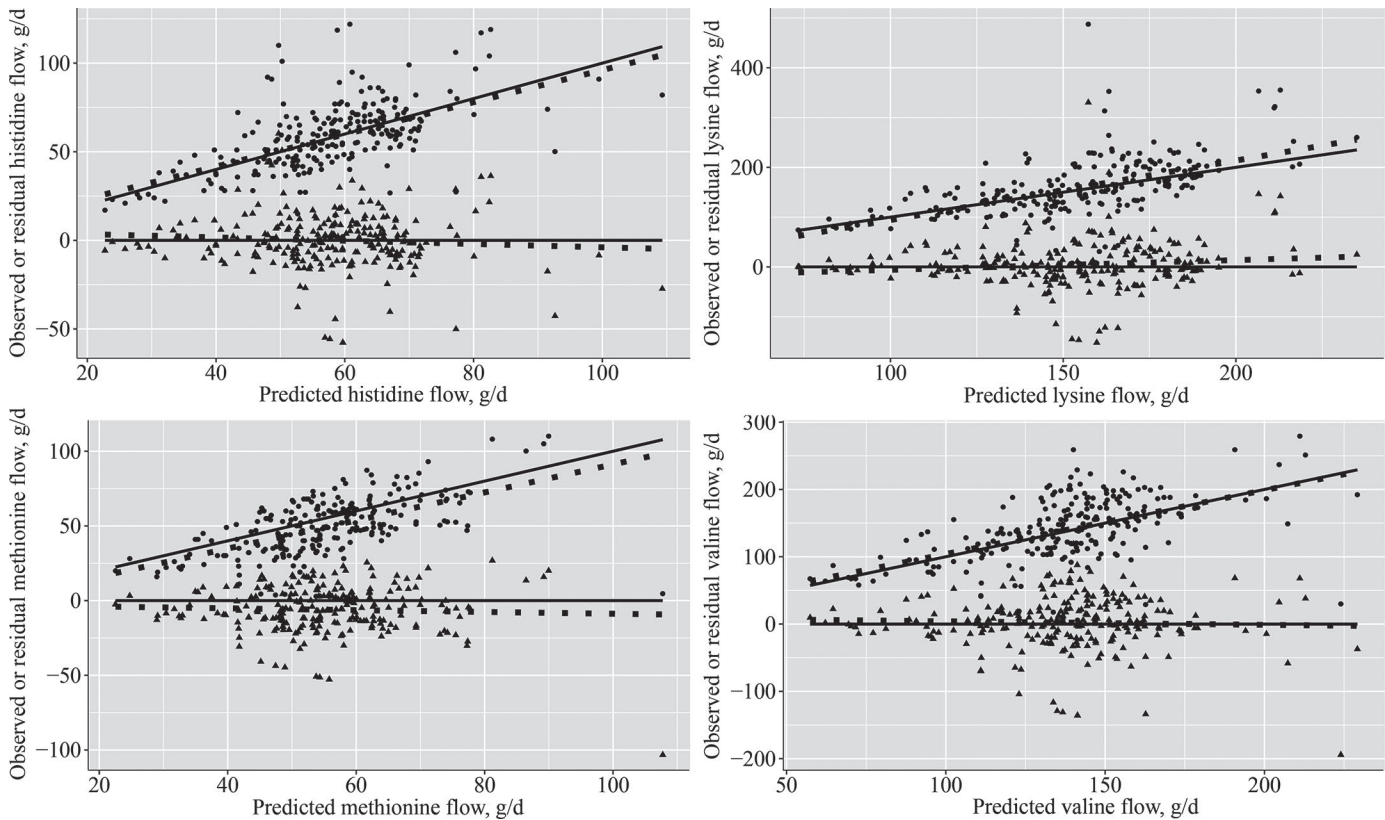 Observed or residual histidine flow, g/d
100
50
0
−50
20 40 60 80 100
Predicted histidine flow, g/d
Observed or residual lysine flow, g/d
400
200
0
100 150 200
Predicted lysine flow, g/d
Observed or residual methionine flow, g/d
100
50
0
−50
−100
20 40 60 80 100
Predicted methionine flow, g/d
Observed or residual valine flow, g/d
300
200
100
0
−100
−200
50 100 150 200
Predicted valine flow, g/d